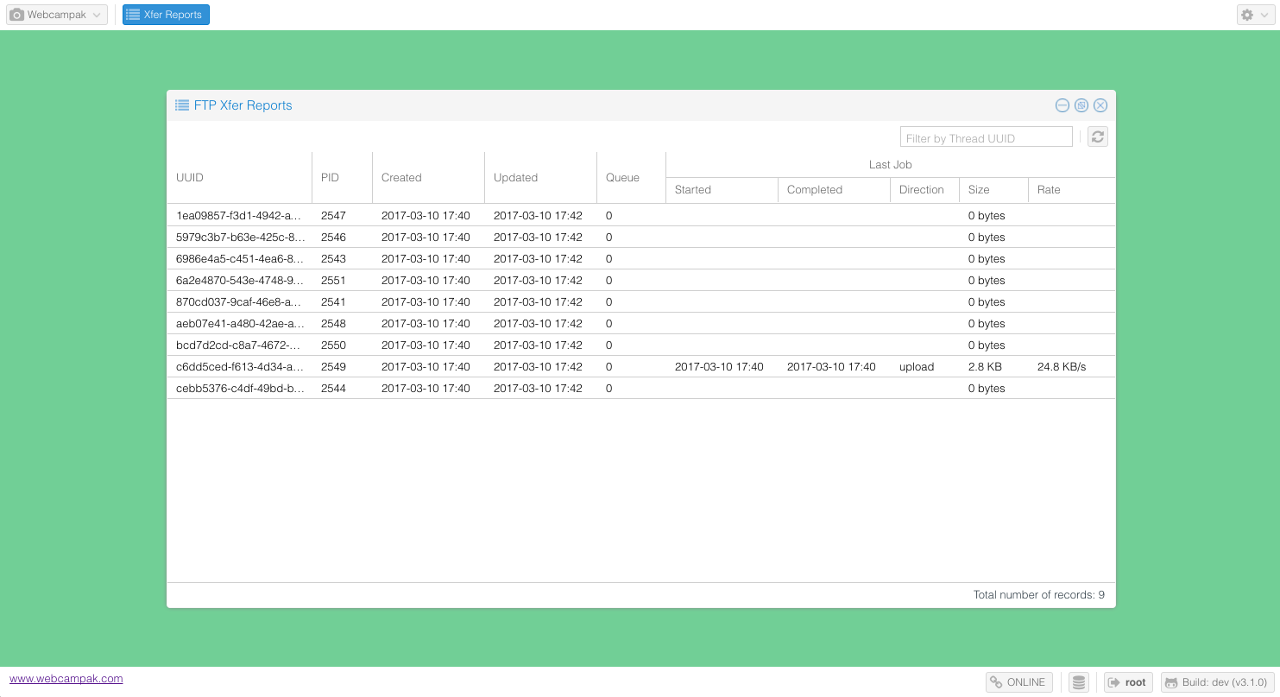 Webcampak Xfer Reports
FTP Xfer Reports
Filter by Thread UUID
UUID PID Created Updated Queue Last Job
Started Completed Direction Size Rate
1ea09857-f3d1-4942-a... 2547 2017-03-10 17:40 2017-03-10 17:42 0 0 bytes
5979c3b7-b63e-425c-8... 2546 2017-03-10 17:40 2017-03-10 17:42 0 0 bytes
6986e4a5-c451-4ea6-8... 2543 2017-03-10 17:40 2017-03-10 17:42 0 0 bytes
6a2e4870-543e-4748-9... 2551 2017-03-10 17:40 2017-03-10 17:42 0 0 bytes
870cd037-9caf-46e8-a... 2541 2017-03-10 17:40 2017-03-10 17:42 0 0 bytes
aeb07e41-a480-42ae-a... 2548 2017-03-10 17:40 2017-03-10 17:42 0 0 bytes
bcd7d2cd-c8a7-4672-... 2550 2017-03-10 17:40 2017-03-10 17:42 0 0 bytes
c6dd5ced-f613-4d34-a... 2549 2017-03-10 17:40 2017-03-10 17:42 0 2017-03-10 17:40 2017-03-10 17:40 upload 2.8 KB 24.8 KB/s
cebb5376-c4df-49bd-b... 2544 2017-03-10 17:40 2017-03-10 17:42 0 0 bytes
Total number of records: 9
www.webcampak.com ONLINE root Build: dev (v3.1.0)